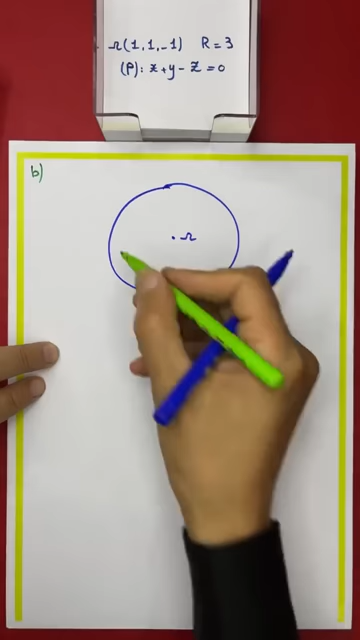 Ω(1,1,-1) R=3
(P): x+y-z=0
b)
Ω